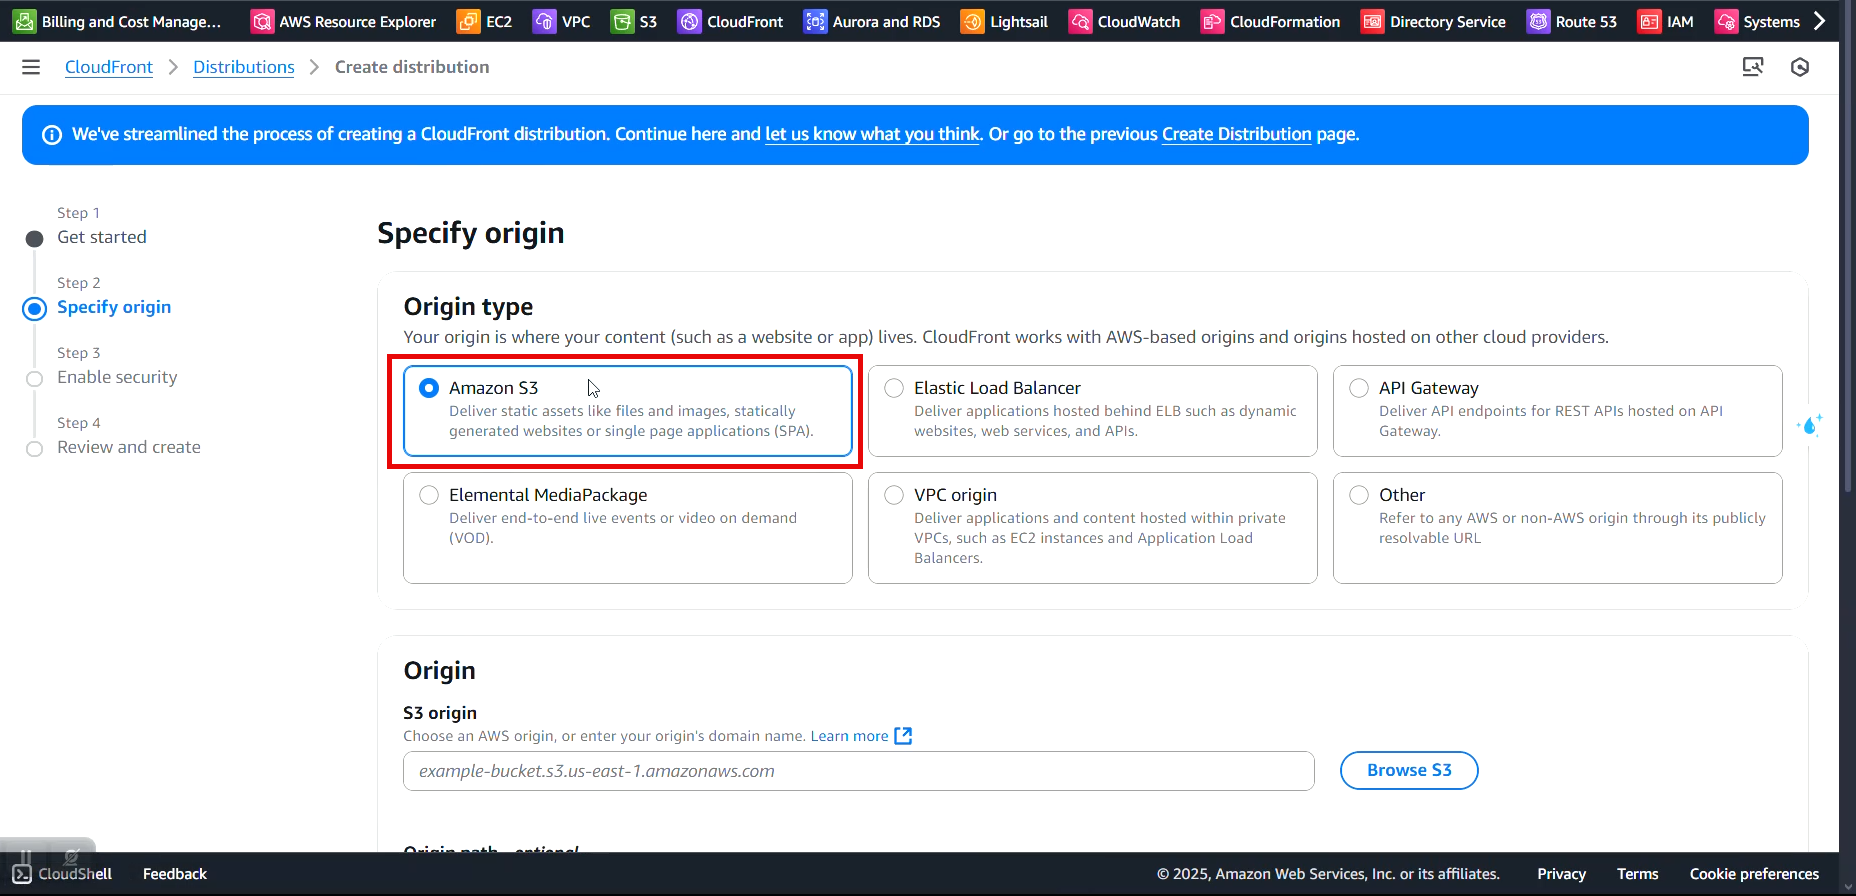 Billing and Cost Manage... AWS Resource Explorer EC2 VPC S3 CloudFront Aurora and RDS Lightsail CloudWatch CloudFormation Directory Service Route 53 IAM Systems
CloudFront Distributions Create distribution
We've streamlined the process of creating a CloudFront distribution. Continue here and let us know what you think. Or go to the previous Create Distribution page.
Step 1
Get started
Step 2
Specify origin
Step 3
Enable security
Step 4
Review and create
Specify origin
Origin type
Your origin is where your content (such as a website or app) lives. CloudFront works with AWS-based origins and origins hosted on other cloud providers.
Amazon S3
Deliver static assets like files and images, statically
generated websites or single page applications (SPA).
Elastic Load Balancer
Deliver applications hosted behind ELB such as dynamic
websites, web services, and APIs.
API Gateway
Deliver API endpoints for REST APIs hosted on API
Gateway.
Elemental MediaPackage
Deliver end-to-end live events or video on demand
(VOD).
VPC origin
Deliver applications and content hosted within private
VPCs, such as EC2 instances and Application Load
Balancers.
Other
Refer to any AWS or non-AWS origin through its publicly
resolvable URL
Origin
S3 origin
Choose an AWS origin, or enter your origin's domain name. Learn more
example-bucket.s3.us-east-1.amazonaws.com
Browse S3
Origin path - optional
CloudShell Feedback © 2025, Amazon Web Services, Inc. or its affiliates. Privacy Terms Cookie preferences